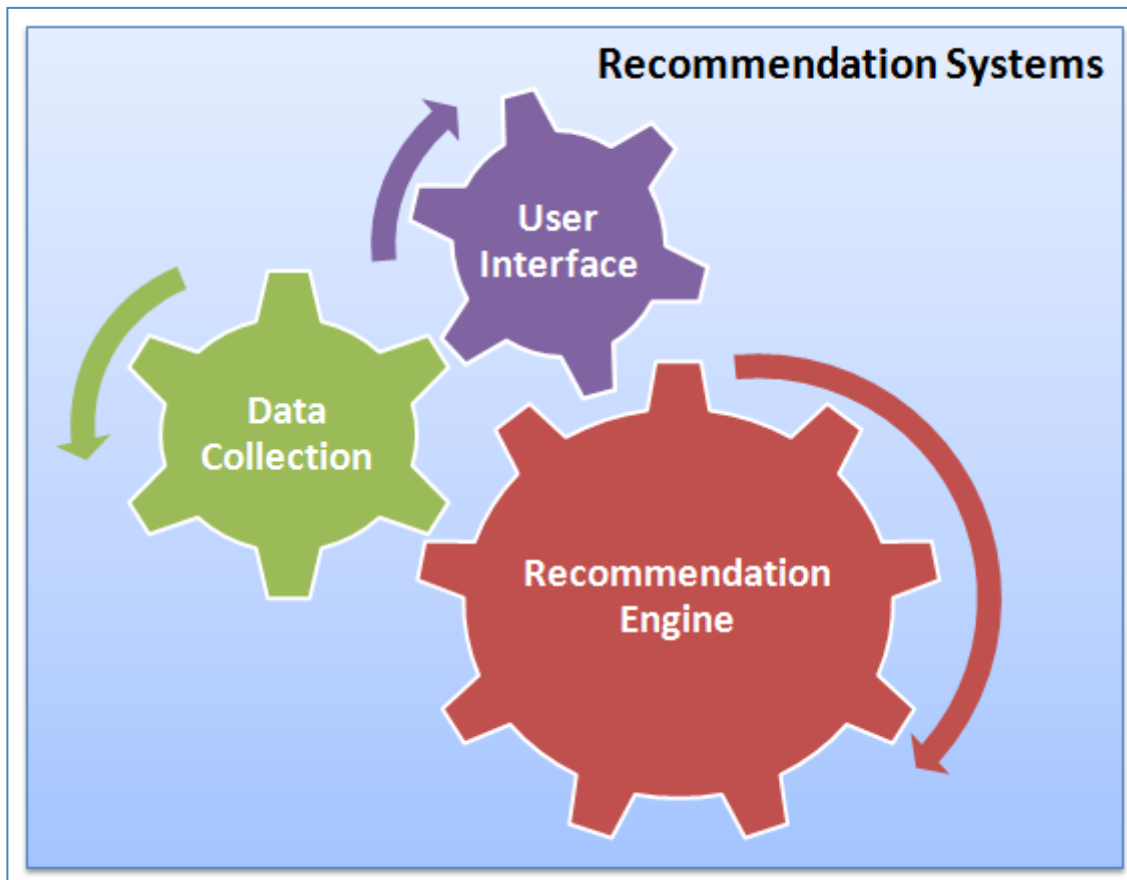 Recommendation Systems
User
Interface
Data
Collection
Recommendation
Engine